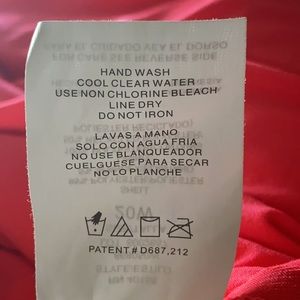 HAND WASH
COOL CLEAR WATER
USE NON CHLORINE BLEACH
LINE DRY
DO NOT IRON
LAVAS A MANO
SOLO CON AGUA FRIA
NO USE BLANQUEADOR
CUELGUESE PARA SECAR
NO LO PLANCHE
PATENT # D687,212